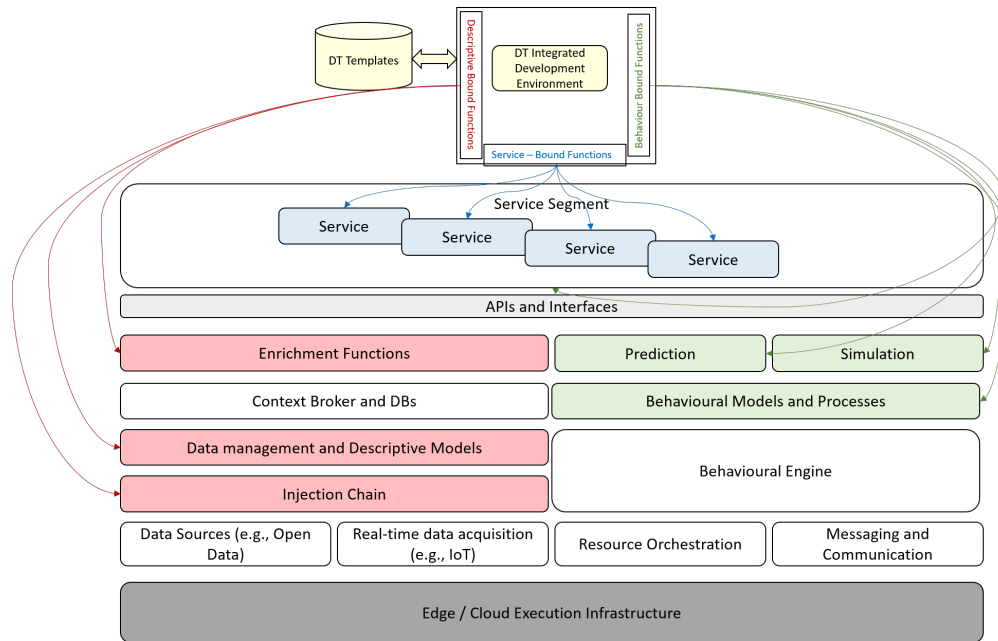 DT Templates
Descriptive Bound Functions
DT Integrated
Development
Environment
Behaviour Bound Functions
Service – Bound Functions
Service Segment
Service
Service
Service
Service
APIs and Interfaces
Enrichment Functions
Prediction
Simulation
Context Broker and DBs
Behavioural Models and Processes
Data management and Descriptive Models
Behavioural Engine
Injection Chain
Data Sources (e.g., Open
Data)
Real-time data acquisition
(e.g., IoT)
Resource Orchestration
Messaging and
Communication
Edge / Cloud Execution Infrastructure